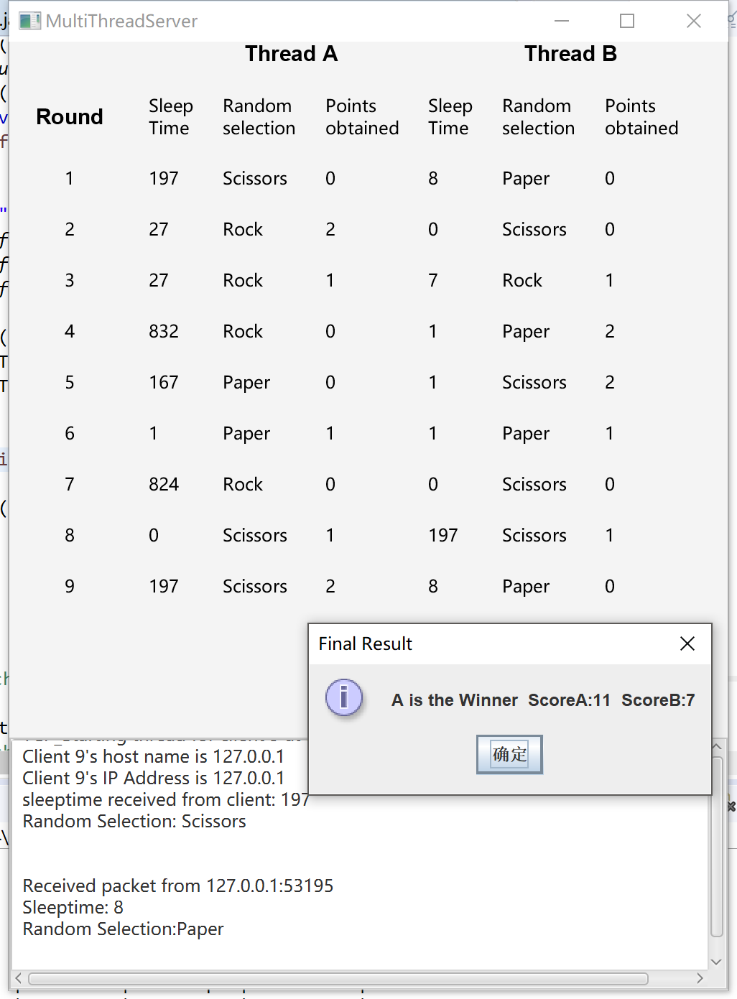 MultiThreadServer
Thread A Thread B
Round Sleep Time Random selection Points obtained Sleep Time Random selection Points obtained
1 197 Scissors 0 8 Paper 0
2 27 Rock 2 0 Scissors 0
3 27 Rock 1 7 Rock 1
4 832 Rock 0 1 Paper 2
5 167 Paper 0 1 Scissors 2
6 1 Paper 1 1 Paper 1
7 824 Rock 0 0 Scissors 0
8 0 Scissors 1 197 Scissors 1
9 197 Scissors 2 8 Paper 0
Final Result
A is the Winner ScoreA:11 ScoreB:7
确定
Client 9's host name is 127.0.0.1
Client 9's IP Address is 127.0.0.1
sleeptime received from client: 197
Random Selection: Scissors
Received packet from 127.0.0.1:53195
Sleeptime: 8
Random Selection:Paper